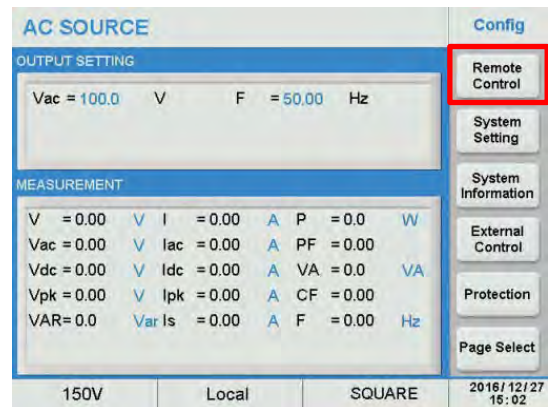 AC SOURCE
Config
OUTPUT SETTING
Vac = 100.0 V F = 50.00 Hz
Remote
Control
System
Setting
System
Information
External
Control
Protection
Page Select
MEASUREMENT
V = 0.00 V I = 0.00 A P = 0.0 W
Vac = 0.00 V Iac = 0.00 A PF = 0.00
Vdc = 0.00 V Idc = 0.00 A VA = 0.0 VA
Vpk = 0.00 V Ipk = 0.00 A CF = 0.00
VAR= 0.0 Var Is = 0.00 A F = 0.00 Hz
150V Local SQUARE
2016/12/27
15:02